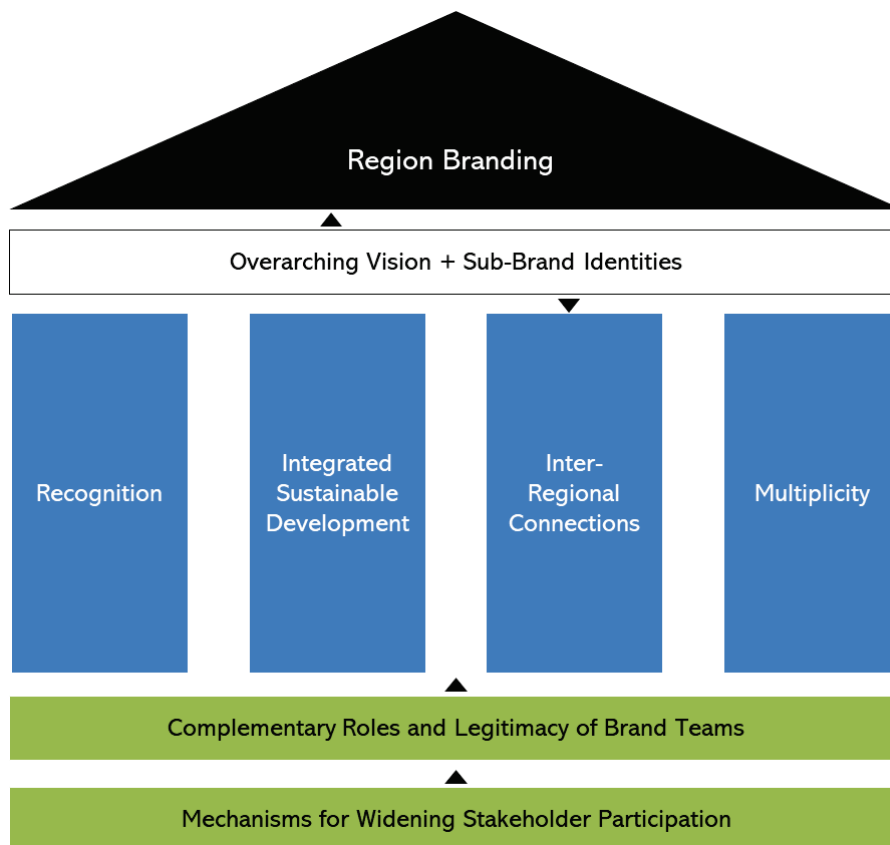 Region Branding
Overarching Vision + Sub-Brand Identities
Recognition
Integrated
Sustainable
Development
Inter-
Regional
Connections
Multiplicity
Complementary Roles and Legitimacy of Brand Teams
Mechanisms for Widening Stakeholder Participation